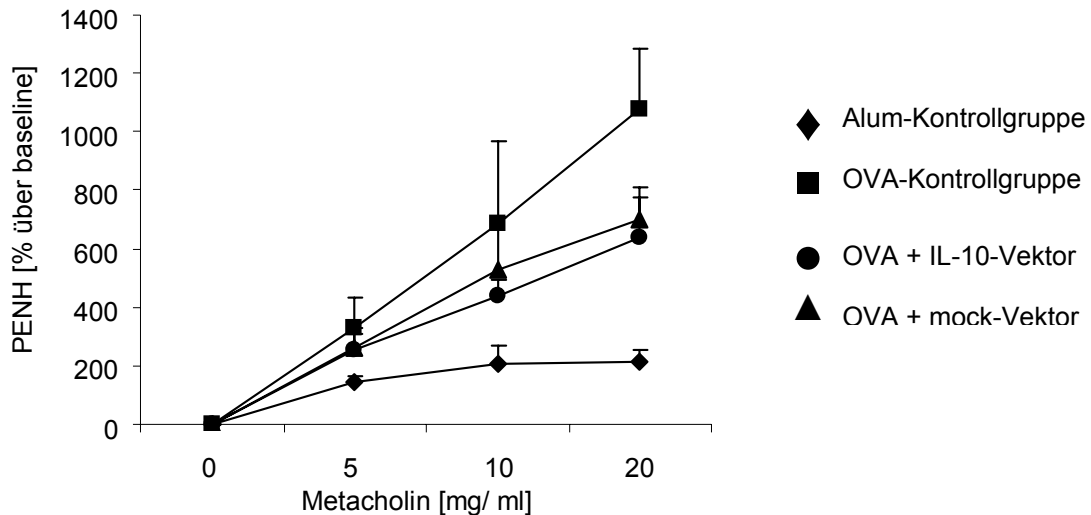 1400
1200
1000
800
600
400
200
0
PENH [% über baseline]
0 5 10 20
Metacholin [mg/ ml]
Alum-Kontrollgruppe
OVA-Kontrollgruppe
OVA + IL-10-Vektor
OVA + mock-Vektor